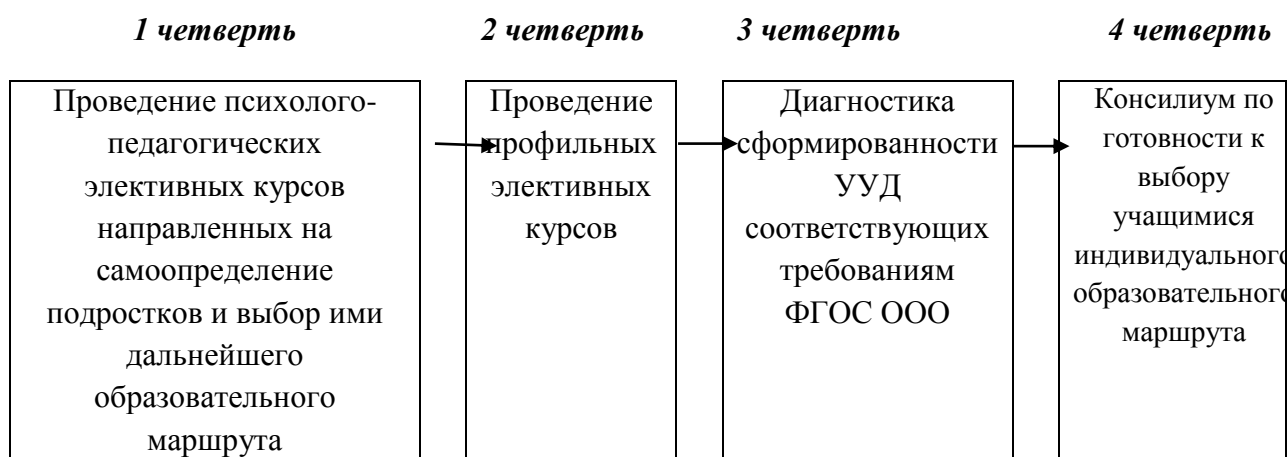 1 четверть
2 четверть
3 четверть
4 четверть
Проведение психолого-
педагогических
элективных курсов
направленных на
самоопределение
подростков и выбор ими
дальнейшего
образовательного
маршрута
Проведение
профильных
элективных
курсов
Диагностика
сформированности
УУД
соответствующих
требованиям
ФГОС ООО
Консилиум по
готовности к
выбору
учащимися
индивидуального
образовательного
маршрута